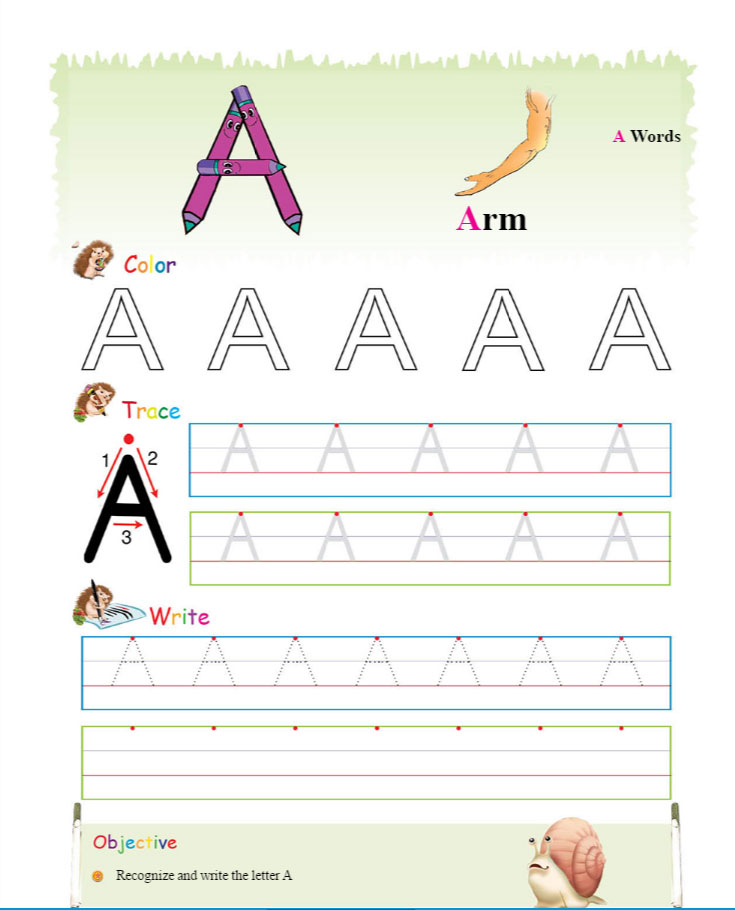 A
A Words
Arm
Color
A A A A A
Trace
1 2
A
3
A A A A A
A A A A A
Write
A A A A A A A
Objective
Recognize and write the letter A